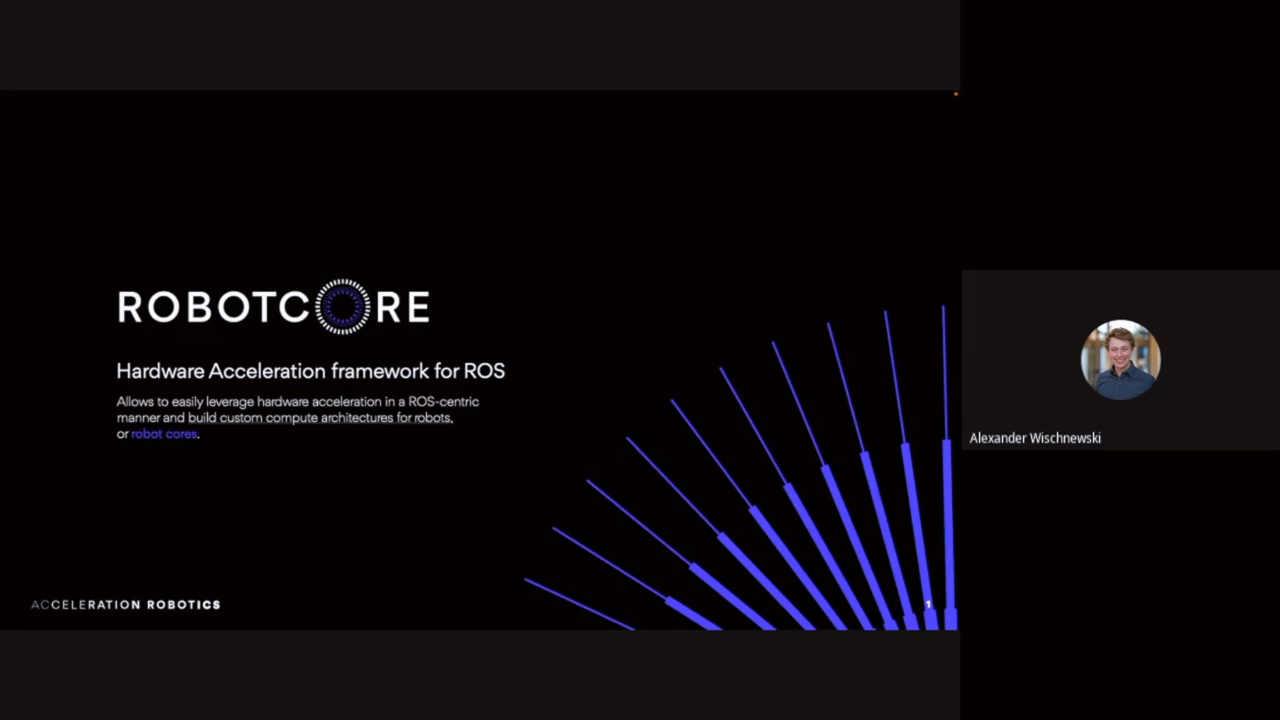 ROBOTCORE
Hardware Acceleration framework for ROS
Allows to easily leverage hardware acceleration in a ROS-centric
manner and build custom compute architectures for robots,
or robot cores.
ACCELERATION ROBOTICS
1
Alexander Wischnewski